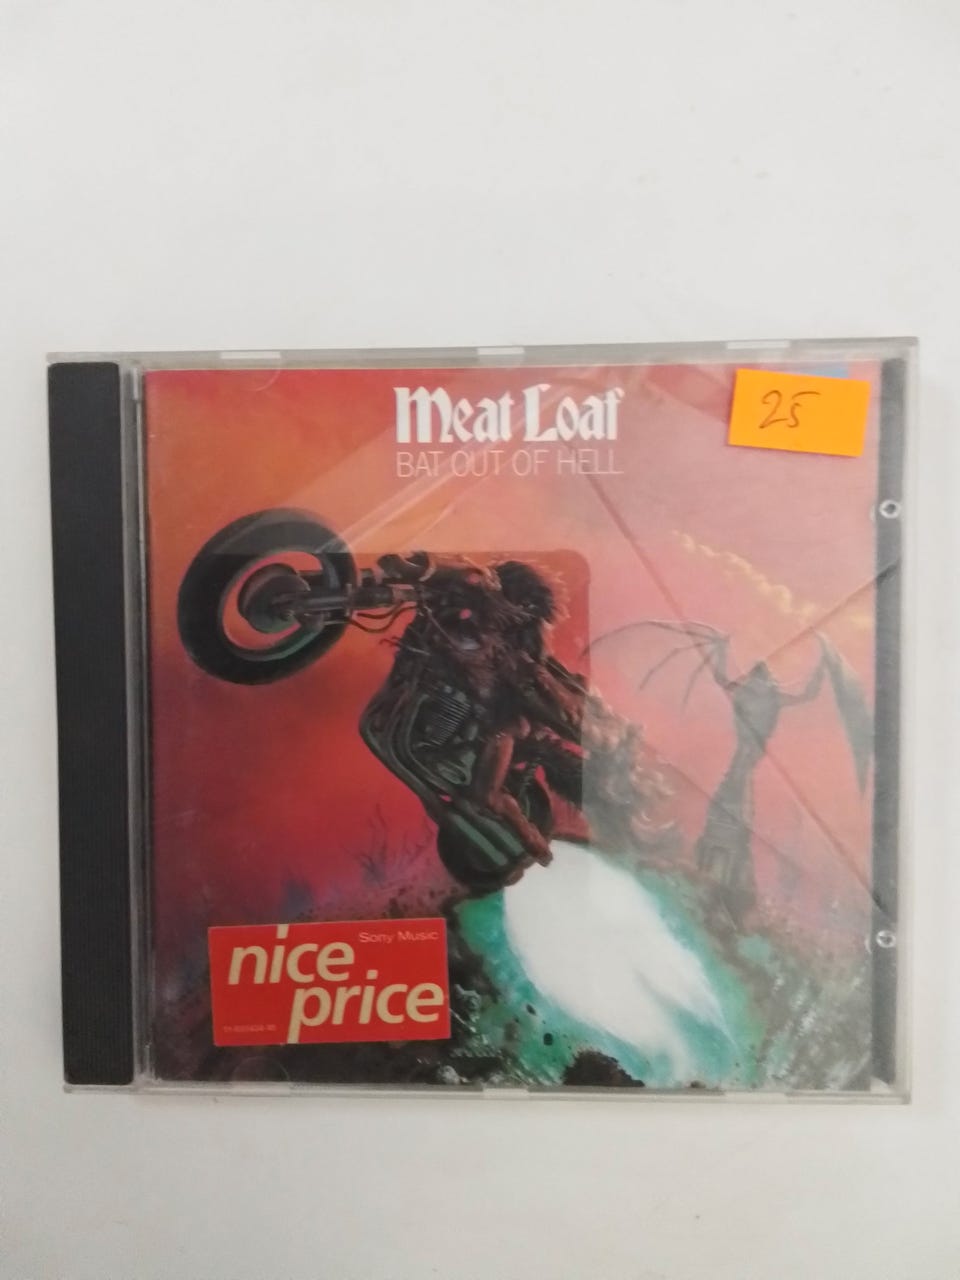 Meat Loaf
BAT OUT OF HELL
25
Sony Music
nice
price